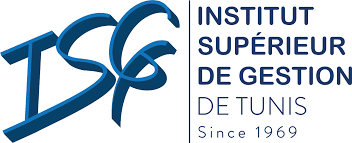 ISG
INSTITUT
SUPÉRIEUR
DE GESTION
DE TUNIS
Since 1969